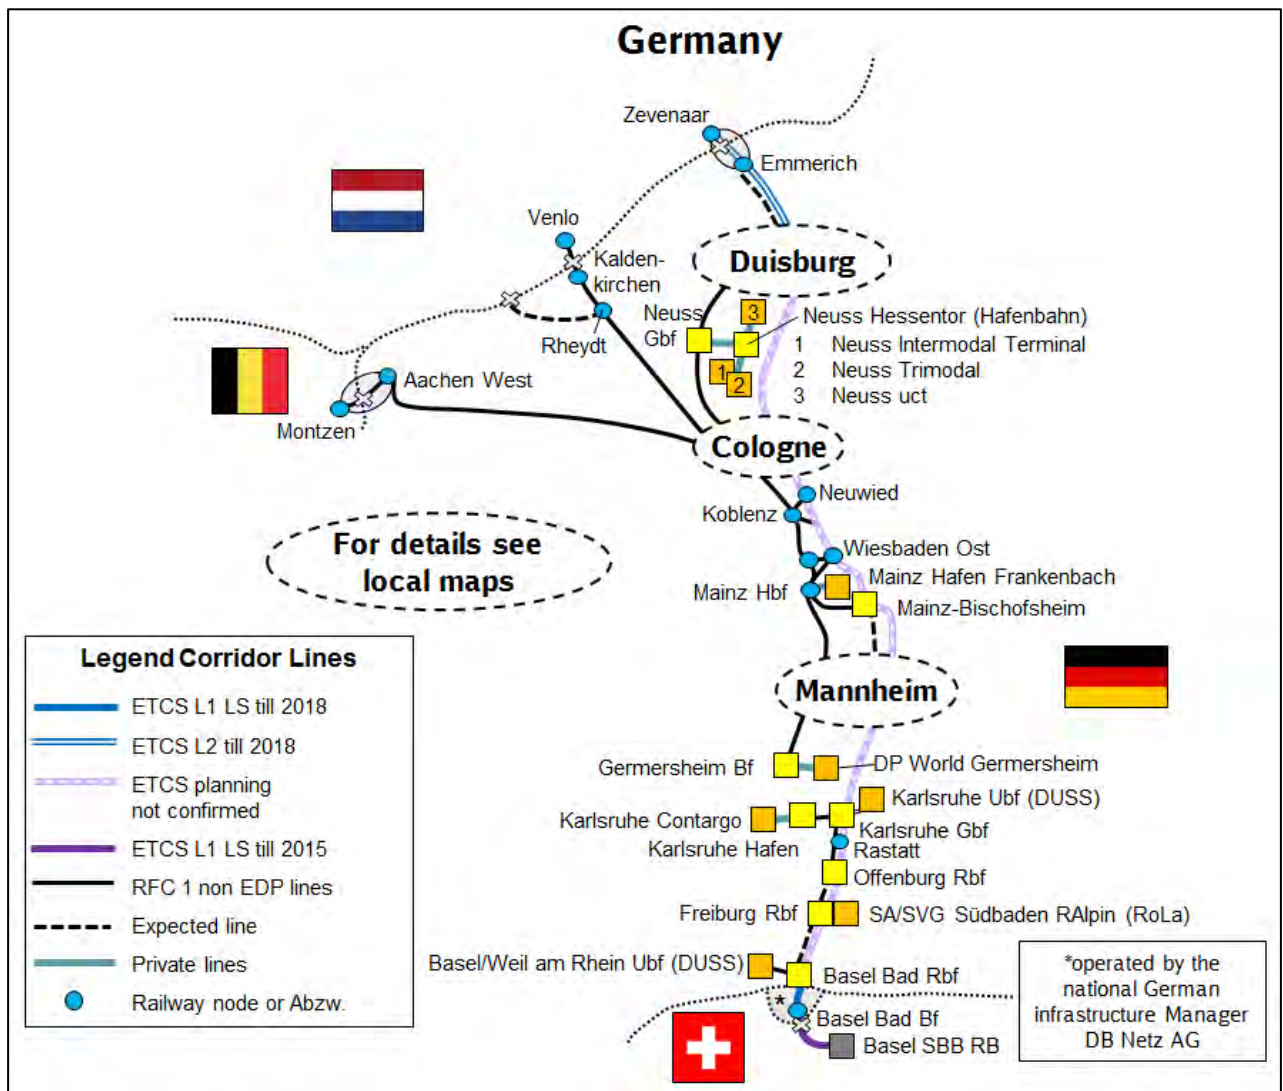 Germany
Zevenaar
Emmerich
Venlo
Kalden-
kirchen
Duisburg
Neuss
Gbf
3
Neuss Hessentor (Hafenbahn)
1 Neuss Intermodal Terminal
2 Neuss Trimodal
3 Neuss uct
1
2
Rheydt
Aachen West
Montzen
Cologne
Neuwied
Koblenz
For details see
local maps
Wiesbaden Ost
Mainz Hafen Frankenbach
Mainz Hbf
Mainz-Bischofsheim
Mannheim
Legend Corridor Lines
ETCS L1 LS till 2018
ETCS L2 till 2018
ETCS planning
not confirmed
ETCS L1 LS till 2015
RFC 1 non EDP lines
Expected line
Private lines
Railway node or Abzw.
Germersheim Bf
DP World Germersheim
Karlsruhe Ubf (DUSS)
Karlsruhe Contargo
Karlsruhe Gbf
Karlsruhe Hafen
Rastatt
Offenburg Rbf
Freiburg Rbf
SA/SVG Südbaden RAlpin (RoLa)
Basel/Weil am Rhein Ubf (DUSS)
Basel Bad Rbf
*
Basel Bad Bf
Basel SBB RB
*operated by the
national German
infrastructure Manager
DB Netz AG